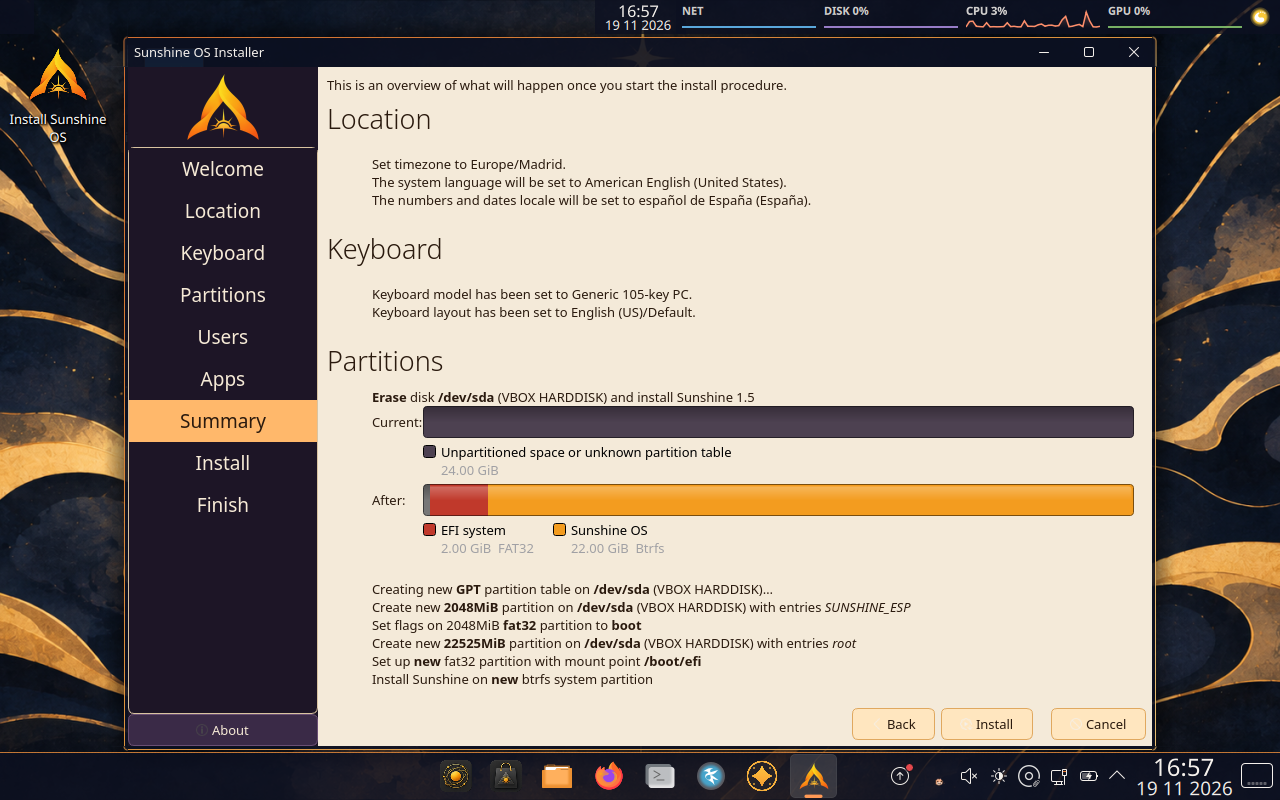 16:57
19 11 2026
NET
DISK 0%
CPU 3%
GPU 0%
Install Sunshine
OS
Sunshine OS Installer
Welcome
Location
Keyboard
Partitions
Users
Apps
Summary
Install
Finish
About
This is an overview of what will happen once you start the install procedure.
Location
Set timezone to Europe/Madrid.
The system language will be set to American English (United States).
The numbers and dates locale will be set to español de España (España).
Keyboard
Keyboard model has been set to Generic 105-key PC.
Keyboard layout has been set to English (US)/Default.
Partitions
Erase disk /dev/sda (VBOX HARDDISK) and install Sunshine 1.5
Current:
Unpartitioned space or unknown partition table
24.00 GiB
After:
EFI system
2.00 GiB FAT32
Sunshine OS
22.00 GiB Btrfs
Creating new GPT partition table on /dev/sda (VBOX HARDDISK)...
Create new 2048MiB partition on /dev/sda (VBOX HARDDISK) with entries SUNSHINE_ESP
Set flags on 2048MiB fat32 partition to boot
Create new 22525MiB partition on /dev/sda (VBOX HARDDISK) with entries root
Set up new fat32 partition with mount point /boot/efi
Install Sunshine on new btrfs system partition
Back
Install
Cancel
16:57
19 11 2026